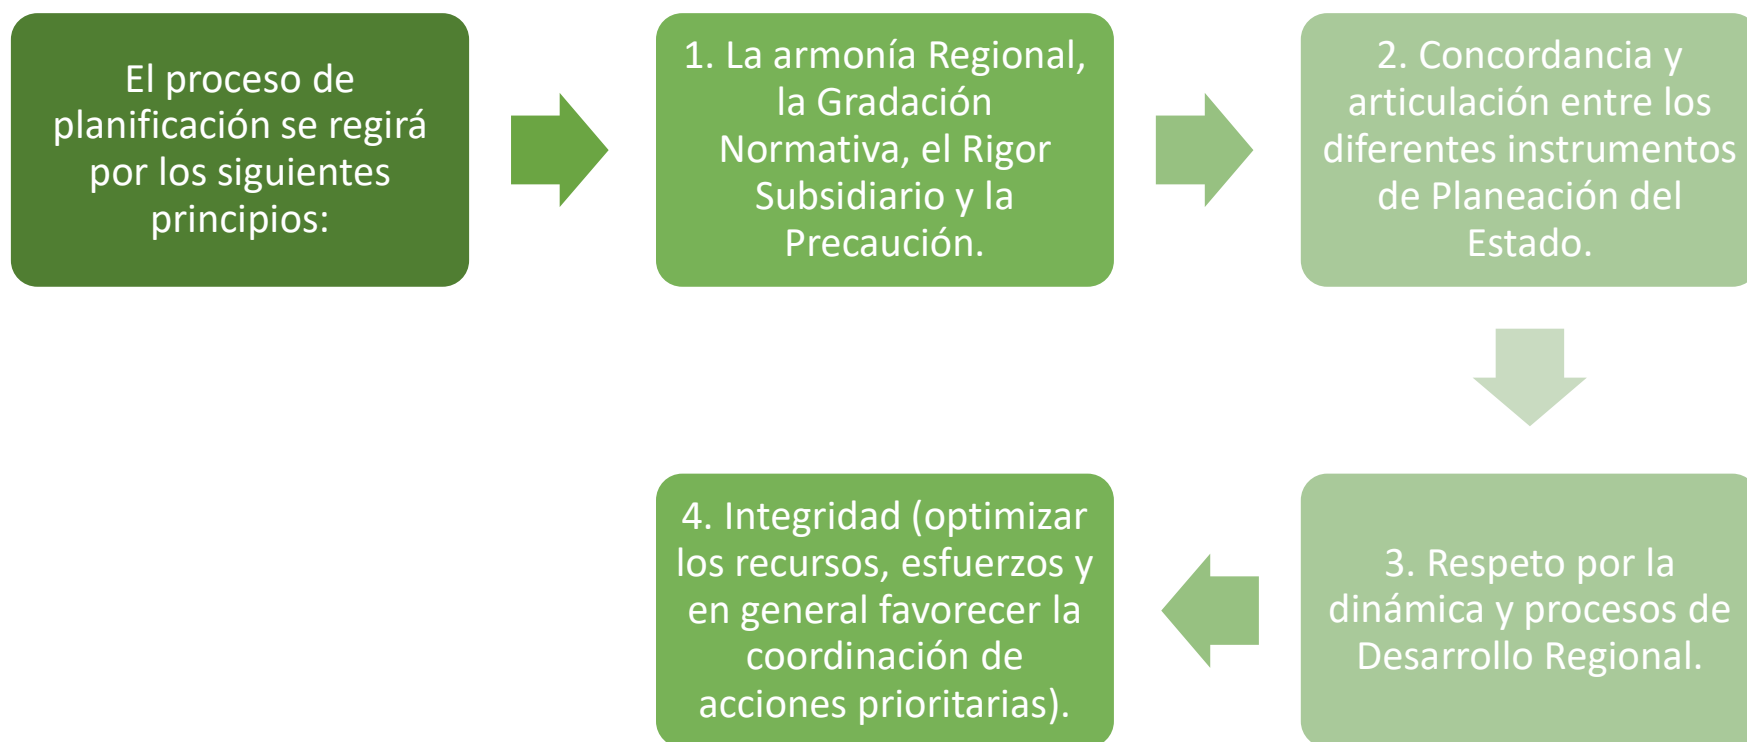 El proceso de
planificación se regirá
por los siguientes
principios:
1. La armonía Regional,
la Gradación
Normativa, el Rigor
Subsidiario y la
Precaución.
2. Concordancia y
articulación entre los
diferentes instrumentos
de Planeación del
Estado.
3. Respeto por la
dinámica y procesos de
Desarrollo Regional.
4. Integridad (optimizar
los recursos, esfuerzos y
en general favorecer la
coordinación de
acciones prioritarias).